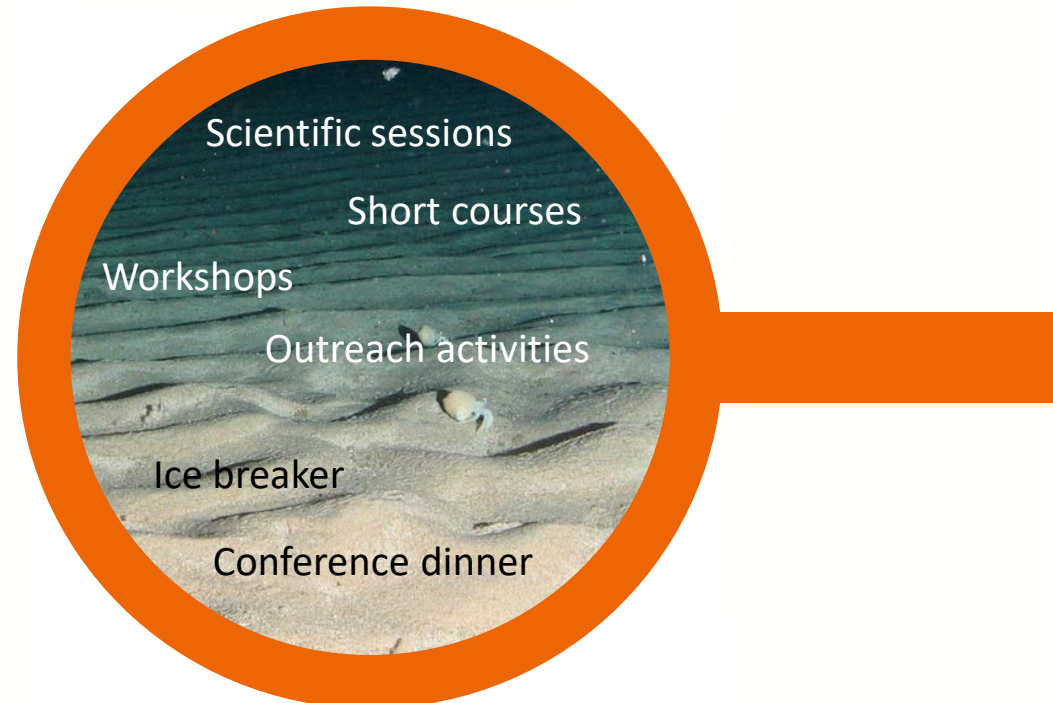 Scientific sessions
Short courses
Workshops
Outreach activities
Ice breaker
Conference dinner